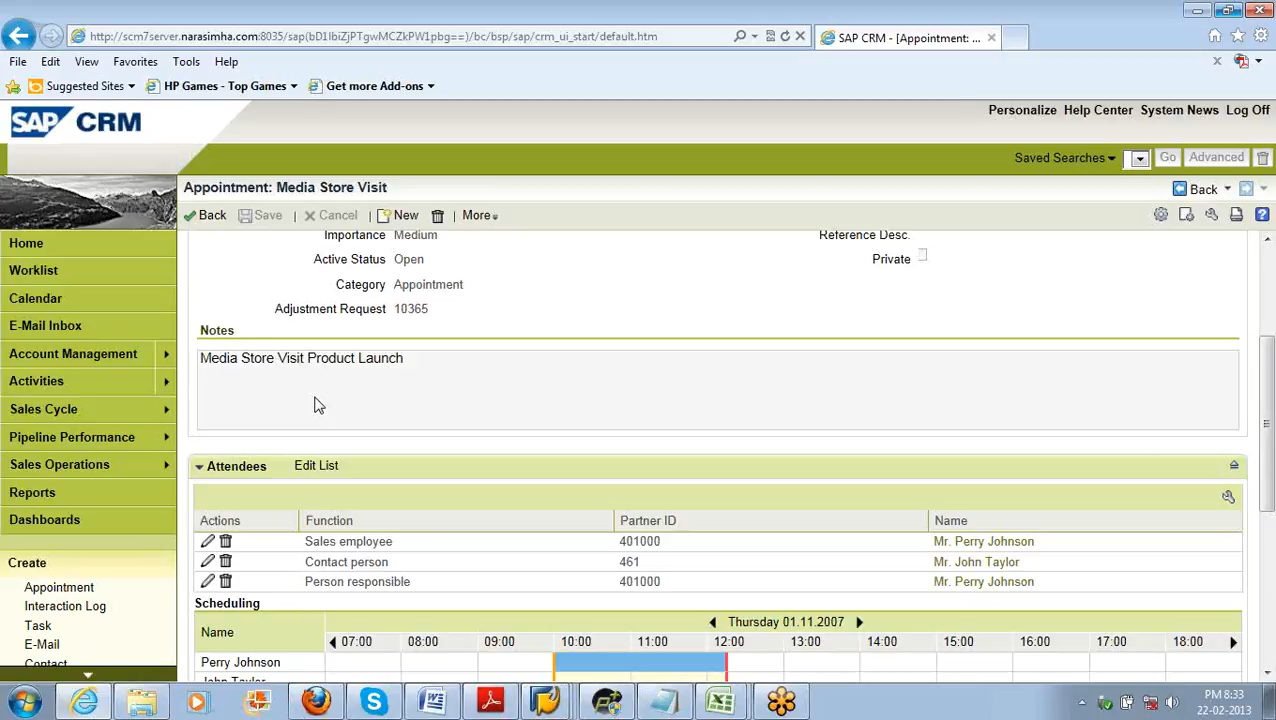 http://scm7server.narasimha.com:8035/sap(bD1lbiZjPTgwMCZkPW1pbg==)/bc/bsp/sap/crm_ui_start/default.htm
SAP CRM - [Appointment: ...
File Edit View Favorites Tools Help
Suggested Sites HP Games - Top Games Get more Add-ons
SAP CRM
Personalize Help Center System News Log Off
Saved Searches Go Advanced
Appointment: Media Store Visit
Back
Back Save Cancel New More
Home
Worklist
Calendar
E-Mail Inbox
Account Management
Activities
Sales Cycle
Pipeline Performance
Sales Operations
Reports
Dashboards
Create
Appointment
Interaction Log
Task
E-Mail
Contact
Importance Medium
Reference Desc.
Active Status Open
Private
Category Appointment
Adjustment Request 10365
Notes
Media Store Visit Product Launch
Attendees Edit List
Actions Function Partner ID Name
Sales employee 401000 Mr. Perry Johnson
Contact person 461 Mr. John Taylor
Person responsible 401000 Mr. Perry Johnson
Scheduling
Name
Thursday 01.11.2007
07:00 08:00 09:00 10:00 11:00 12:00 13:00 14:00 15:00 16:00 17:00 18:00
Perry Johnson
John Taylor
PM 8:33
22-02-2013